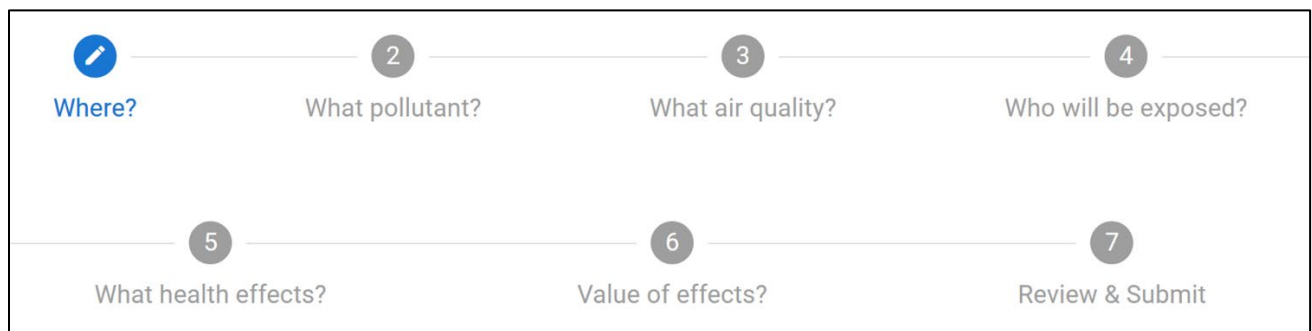 2
3
4
Where?
What pollutant?
What air quality?
Who will be exposed?
5
6
7
What health effects?
Value of effects?
Review & Submit